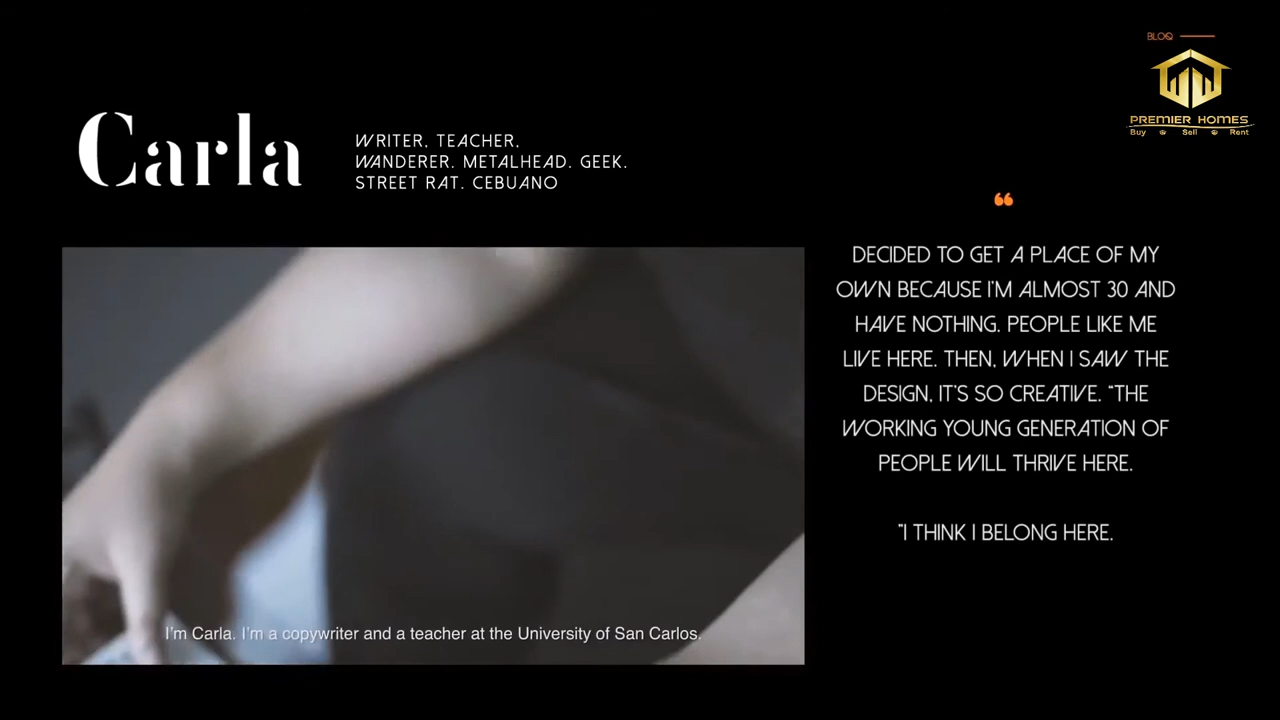 BLOQ
PREMIER HOMES
Buy Sell Rent
Carla
WRITER, TEACHER,
WANDERER. METALHEAD. GEEK.
STREET RAT. CEBUANO
“
DECIDED TO GET A PLACE OF MY
OWN BECAUSE I'M ALMOST 30 AND
HAVE NOTHING. PEOPLE LIKE ME
LIVE HERE. THEN, WHEN I SAW THE
DESIGN, IT'S SO CREATIVE. "THE
WORKING YOUNG GENERATION OF
PEOPLE WILL THRIVE HERE.
"I THINK I BELONG HERE.
I'm Carla. I'm a copywriter and a teacher at the University of San Carlos.